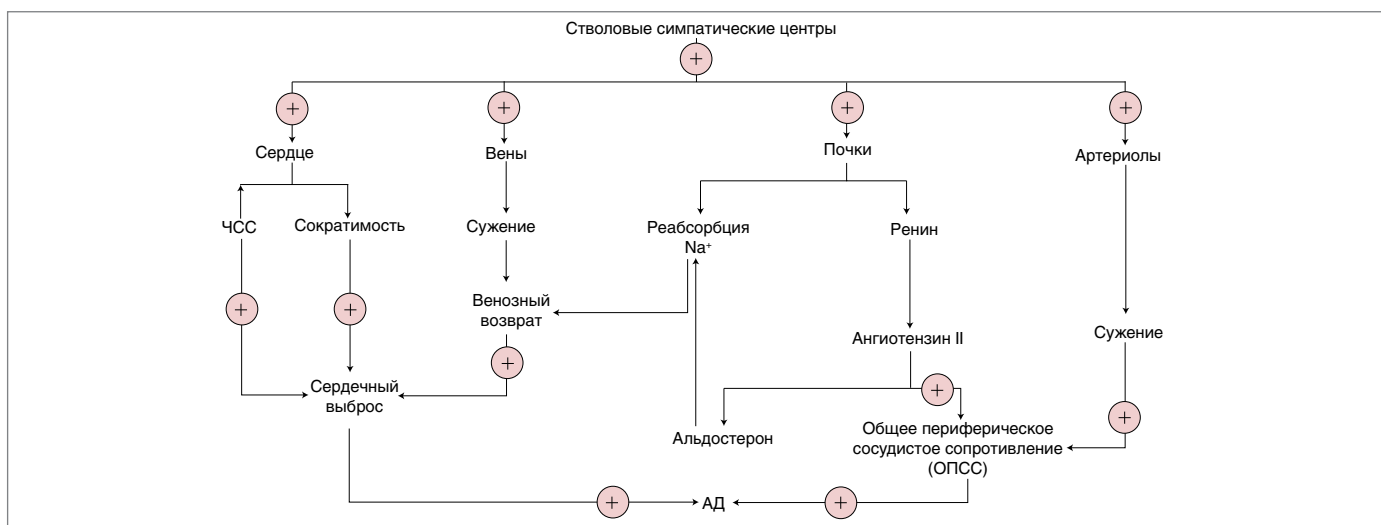 Стволовые симпатические центры
+
+
+
+
+
Сердце
Вены
Почки
Артериолы
ЧСС
Сократимость
Сужение
Реабсорбция
Na⁺
Ренин
+
+
Венозный
возврат
Ангиотензин II
Сужение
+
Сердечный
выброс
+
+
Альдостерон
Общее периферическое
сосудистое сопротивление
(ОПСС)
+
АД
+